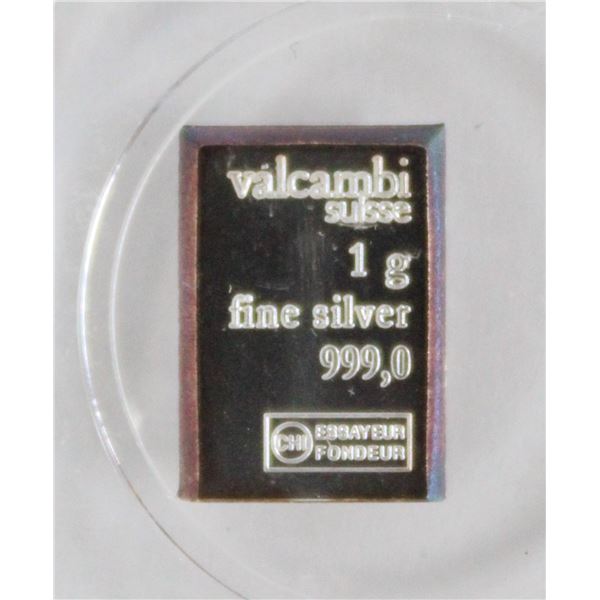 valcambi
suisse
1 g
fine silver
999,0
CHI ESSAYEUR
FONDEUR